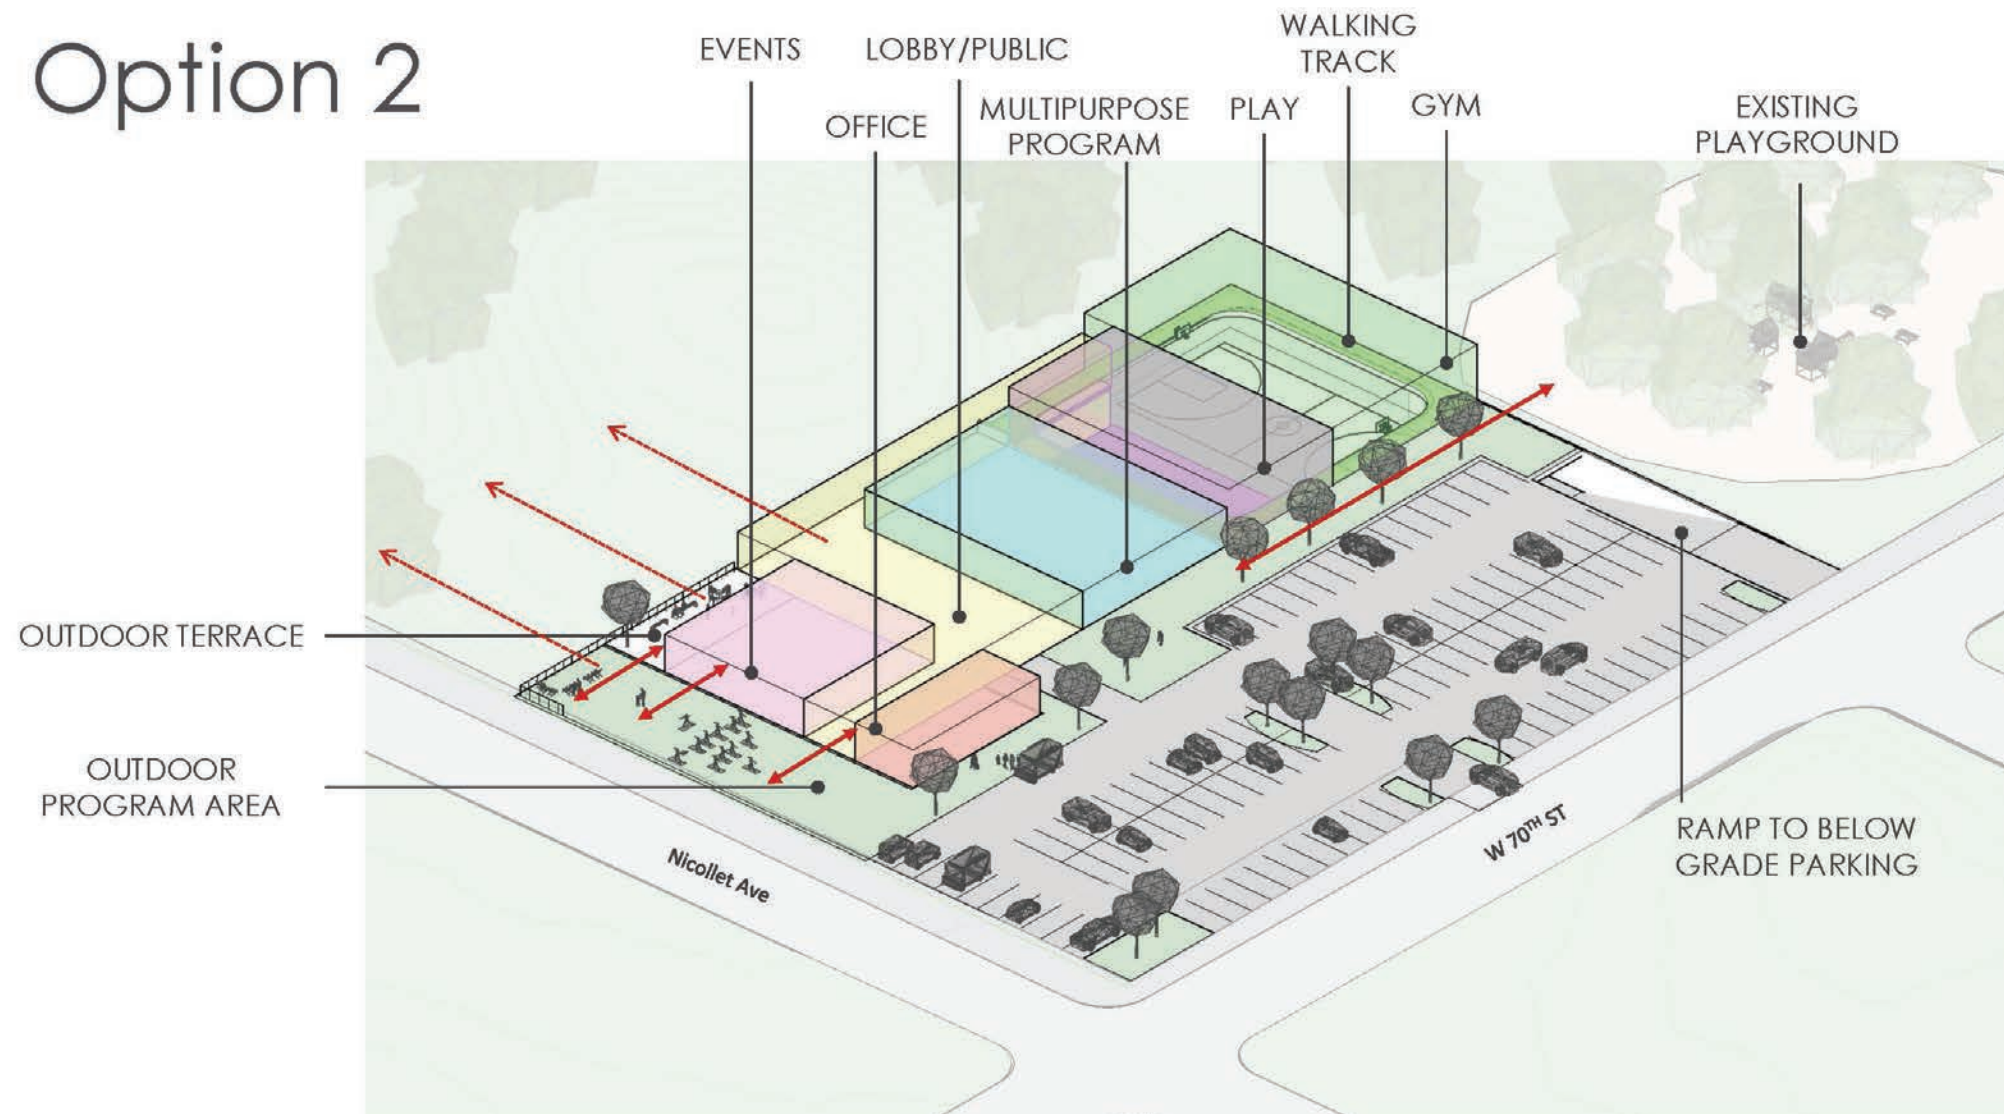 Option 2
EVENTS
LOBBY/PUBLIC
WALKING
TRACK
OFFICE
MULTIPURPOSE
PROGRAM
PLAY
GYM
EXISTING
PLAYGROUND
OUTDOOR TERRACE
OUTDOOR
PROGRAM AREA
Nicollet Ave
W 70TH ST
RAMP TO BELOW
GRADE PARKING